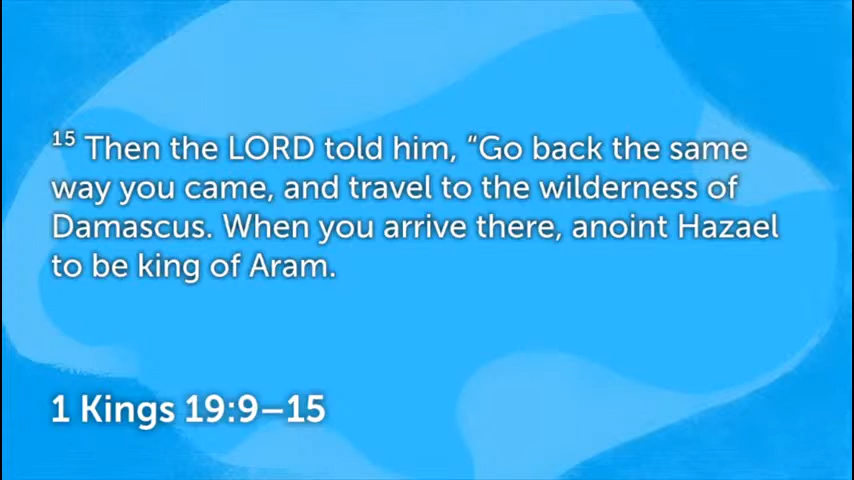 15 Then the LORD told him, “Go back the same
way you came, and travel to the wilderness of
Damascus. When you arrive there, anoint Hazael
to be king of Aram.
1 Kings 19:9–15